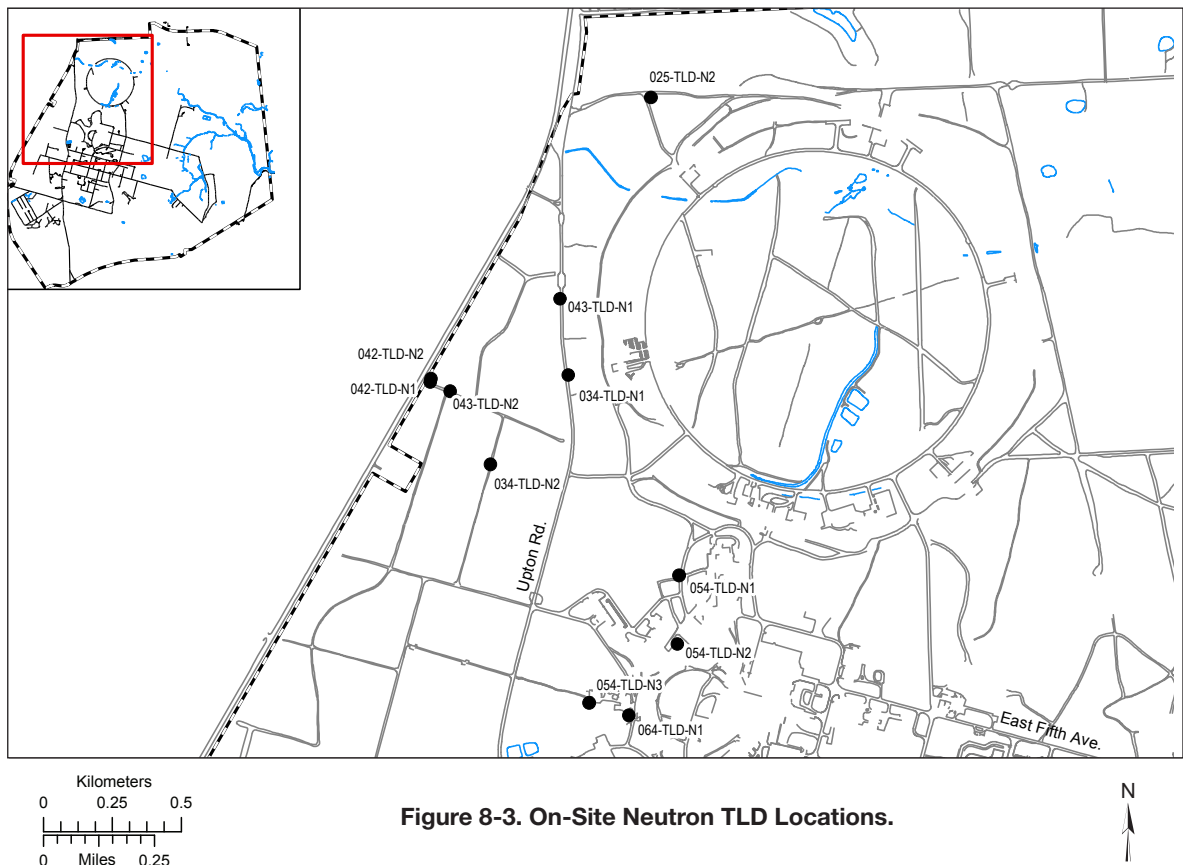 025-TLD-N2
043-TLD-N1
042-TLD-N2
042-TLD-N1
034-TLD-N1
043-TLD-N2
034-TLD-N2
Upton Rd.
054-TLD-N1
054-TLD-N2
054-TLD-N3
064-TLD-N1
East Fifth Ave.
Kilometers
0 0.25 0.5
0 0.25
Miles
Figure 8-3. On-Site Neutron TLD Locations.
N